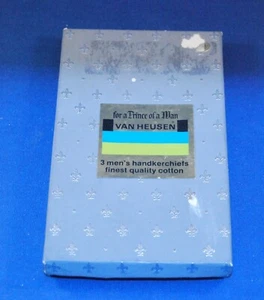 for a Prince of a Man
VAN HEUSEN
3 men's handkerchiefs
finest quality cotton